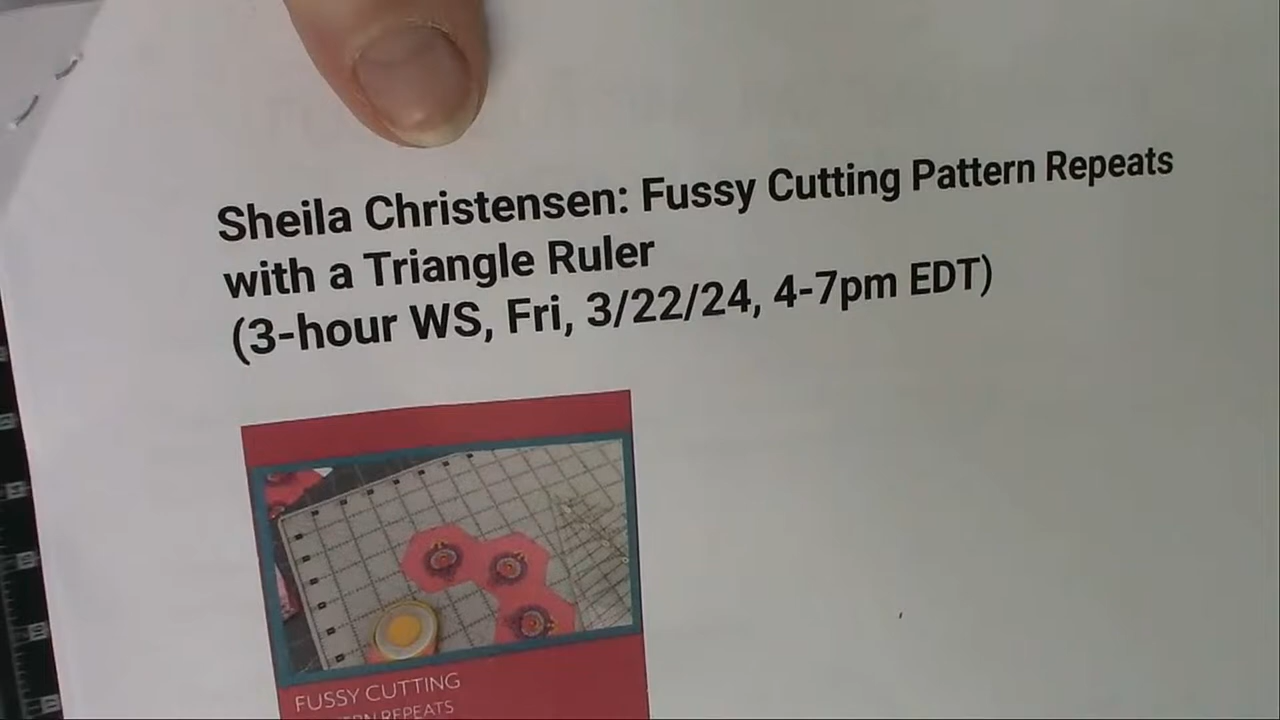 Sheila Christensen: Fussy Cutting Pattern Repeats
with a Triangle Ruler
(3-hour WS, Fri, 3/22/24, 4-7pm EDT)
FUSSY CUTTING
REPEATS